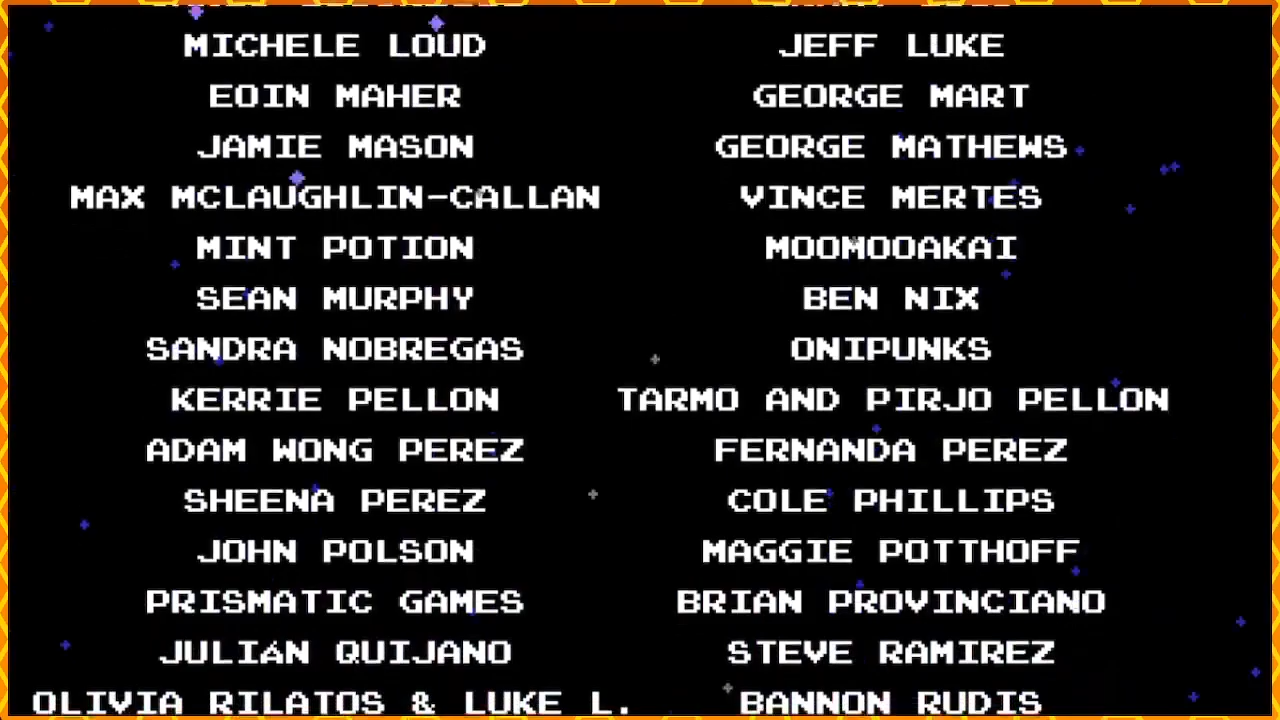 MICHELE LOUD JEFF LUKE
EOIN MAHER GEORGE MART
JAMIE MASON GEORGE MATHEWS
MAX MCLAUGHLIN-CALLAN VINCE MERTES
MINT POTION MOOMOOAKAI
SEAN MURPHY BEN NIX
SANDRA NOBREGAS ONIPUNKS
KERRIE PELLON TARMO AND PIRJO PELLON
ADAM WONG PEREZ FERNANDA PEREZ
SHEENA PEREZ COLE PHILLIPS
JOHN POLSON MAGGIE POTTHOFF
PRISMATIC GAMES BRIAN PROVINCIANO
JULIÁN QUIJANO STEVE RAMIREZ
OLIVIA RILATOS & LUKE L. BANNON RUDIS